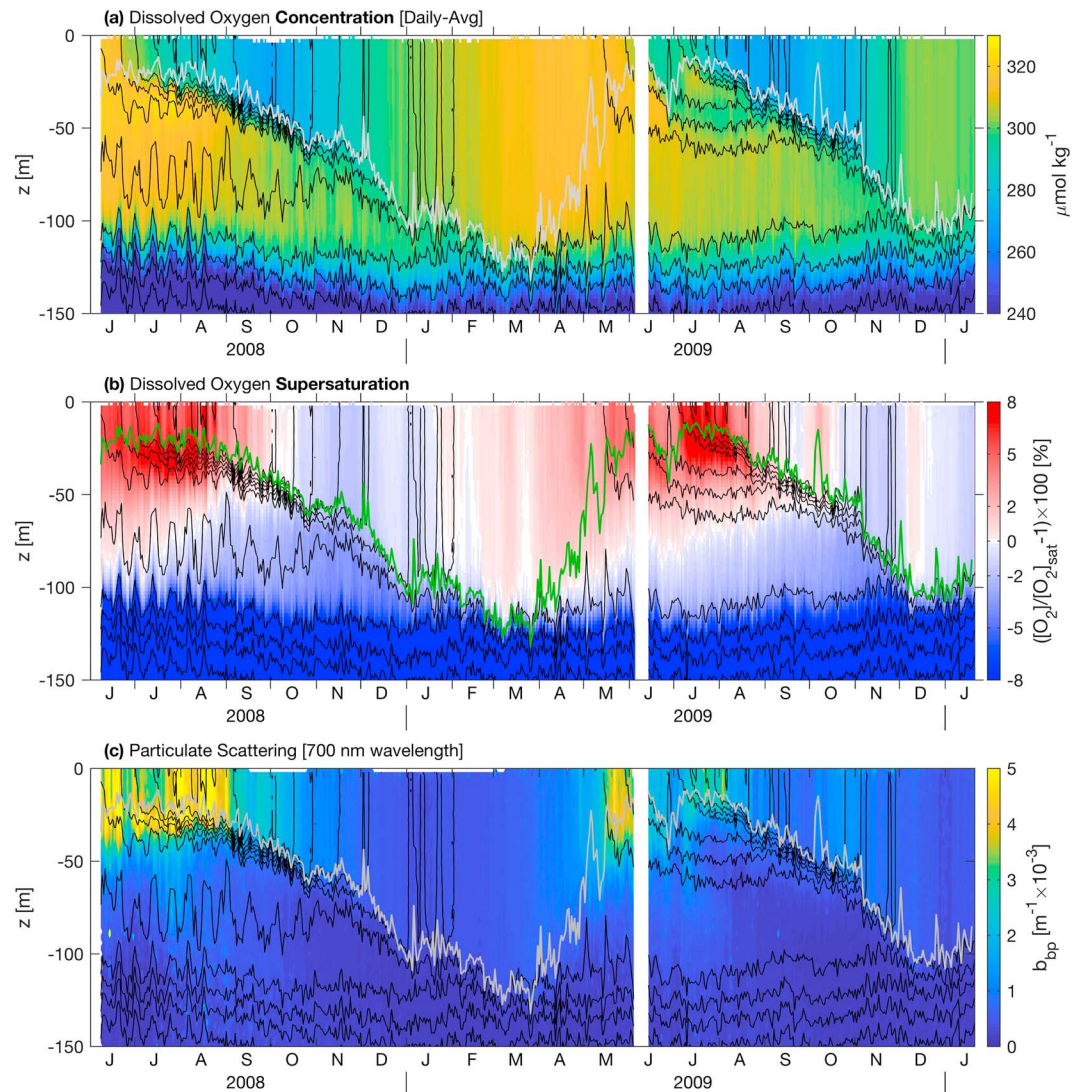 (a) Dissolved Oxygen Concentration [Daily-Avg]
0
-50
-100
-150
z [m]
J J A S O N D J F M A M J J A S O N D J
2008 2009
320
300
280
260
240
μmol kg-1
(b) Dissolved Oxygen Supersaturation
0
-50
-100
-150
z [m]
J J A S O N D J F M A M J J A S O N D J
2008 2009
8
5
2
0
-2
-5
-8
([O2]/[O2]sat-1)×100 [%]
(c) Particulate Scattering [700 nm wavelength]
0
-50
-100
-150
z [m]
J J A S O N D J F M A M J J A S O N D J
2008 2009
5
4
3
2
1
0
bbp [m-1 × 10-3]